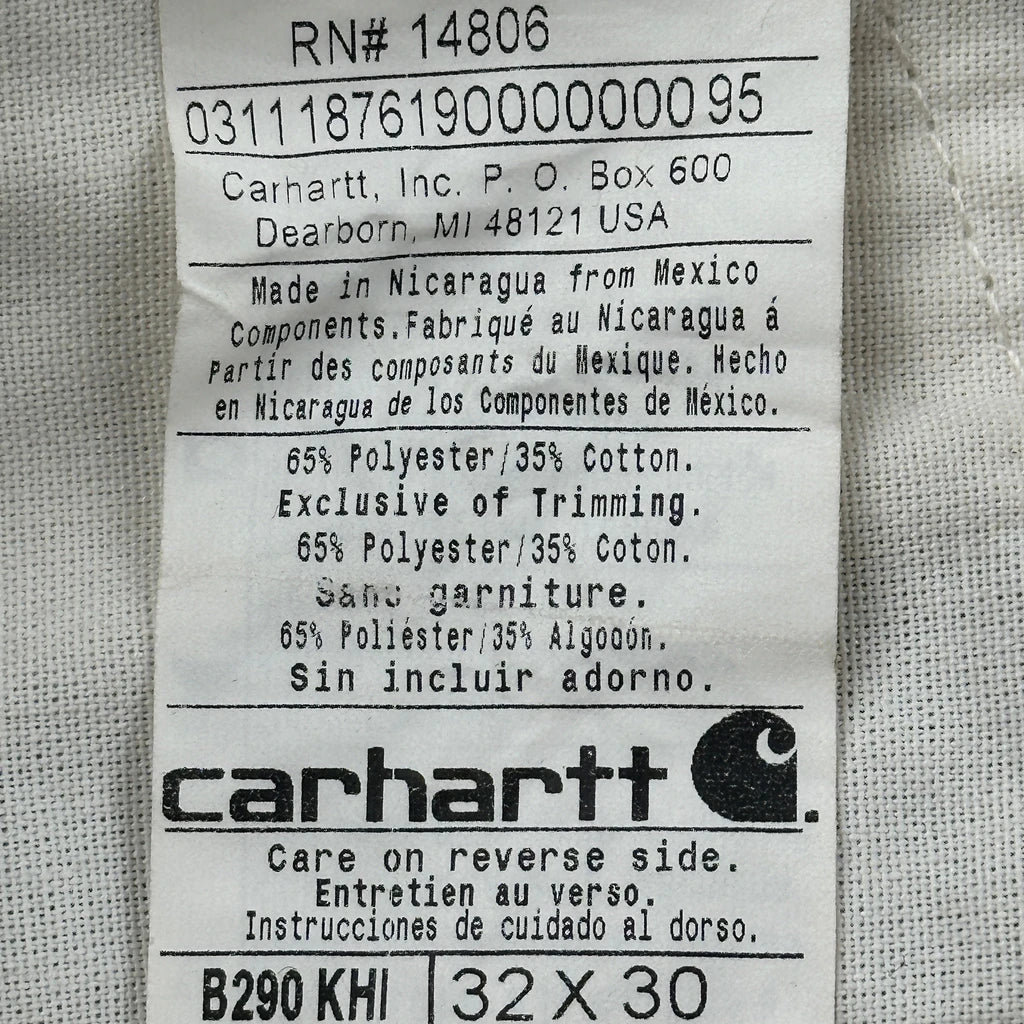 RN# 14806
0311187619000000095
Carhartt, Inc. P. O. Box 600
Dearborn, MI 48121 USA
Made in Nicaragua from Mexico
Components.Fabriqué au Nicaragua á
Partír des composants du Mexique. Hecho
en Nicaragua de los Componentes de México.
65% Polyester/35% Cotton.
Exclusive of Trimming.
65% Polyester/35% Coton.
Sans garniture.
65% Poliéster/35% Algodón.
Sin incluir adorno.
carhartt.
Care on reverse side.
Entretien au verso.
Instrucciones de cuidado al dorso.
B290 KHI 32 X 30